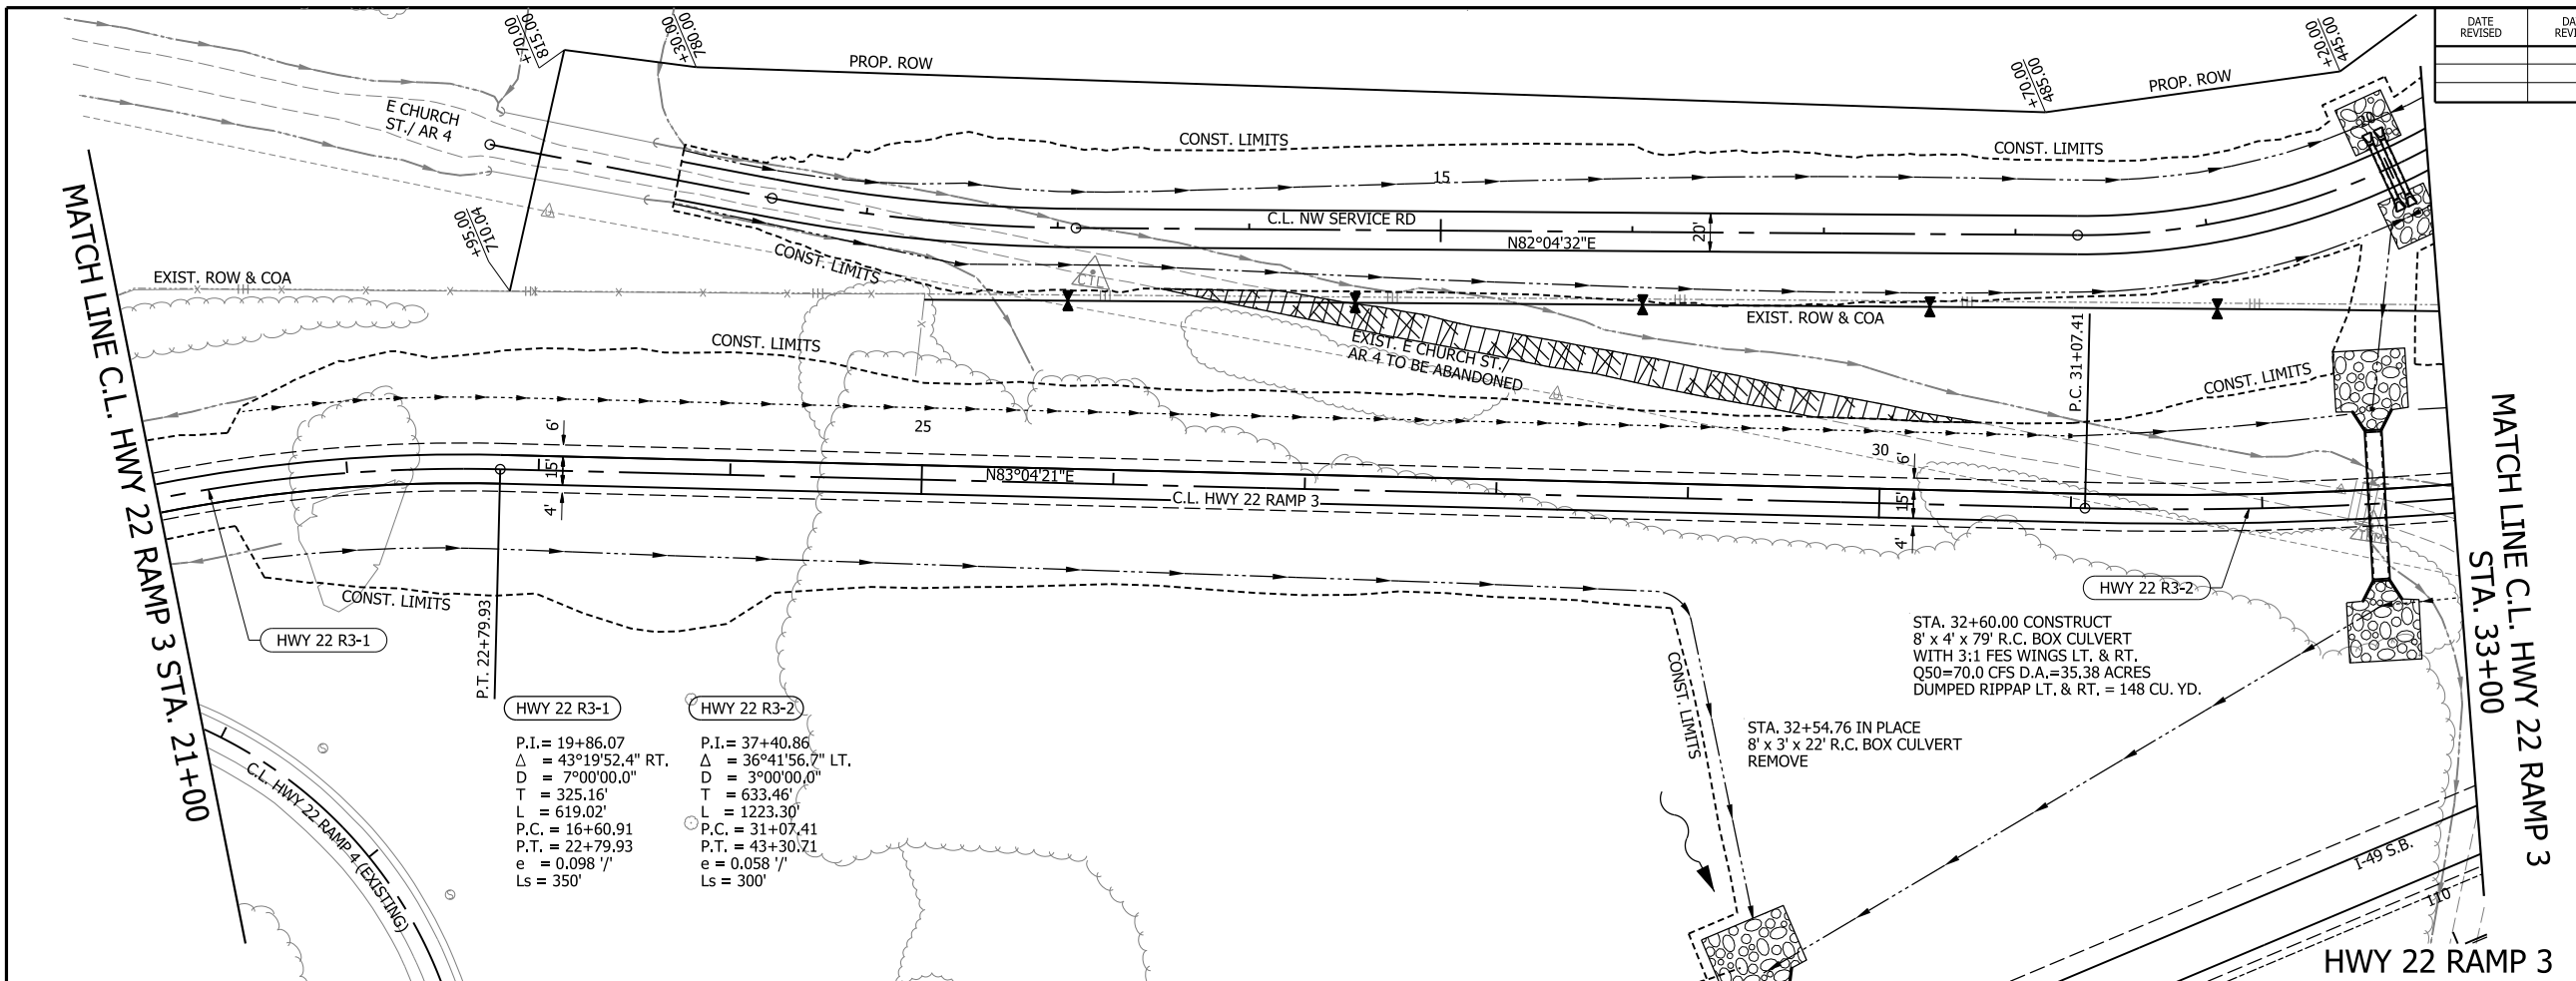 DATE
REVISED
DA
REVI
+70.00
815.00
+30.00
780.00
PROP. ROW
+70.00
485.00
PROP. ROW
+20.00
445.00
E CHURCH
ST./ AR 4
CONST. LIMITS
CONST. LIMITS
10
15
C.L. NW SERVICE RD
N82°04'32"E
20'
+95.00
710.04
CONST. LIMITS
CTL
EXIST. ROW & COA
EXIST. ROW & COA
CONST. LIMITS
EXIST. E CHURCH ST./
AR 4 TO BE ABANDONED
P.C. 31+07.41
CONST. LIMITS
MATCH LINE C.L. HWY 22 RAMP 3 STA. 21+00
25
30
6'
15'
4'
N83°04'21"E
C.L. HWY 22 RAMP 3
6'
15'
4'
MATCH LINE C.L. HWY 22 RAMP 3
STA. 33+00
CONST. LIMITS
HWY 22 R3-1
P.T. 22+79.93
HWY 22 R3-2
STA. 32+60.00 CONSTRUCT
8' x 4' x 79' R.C. BOX CULVERT
WITH 3:1 FES WINGS LT. & RT.
Q50=70.0 CFS D.A.=35.38 ACRES
DUMPED RIPPAP LT. & RT. = 148 CU. YD.
CONST. LIMITS
STA. 32+54.76 IN PLACE
8' x 3' x 22' R.C. BOX CULVERT
REMOVE
HWY 22 R3-1
P.I.= 19+86.07
Δ = 43°19'52.4" RT.
D = 7°00'00.0"
T = 325.16'
L = 619.02'
P.C. = 16+60.91
P.T. = 22+79.93
e = 0.098 '/'
Ls = 350'
HWY 22 R3-2
P.I.= 37+40.86
Δ = 36°41'56.7" LT.
D = 3°00'00.0"
T = 633.46'
L = 1223.30'
P.C. = 31+07.41
P.T. = 43+30.71
e = 0.058 '/'
Ls = 300'
C.L. HWY 22 RAMP 4 (EXISTING)
I-49 S.B.
110
HWY 22 RAMP 3